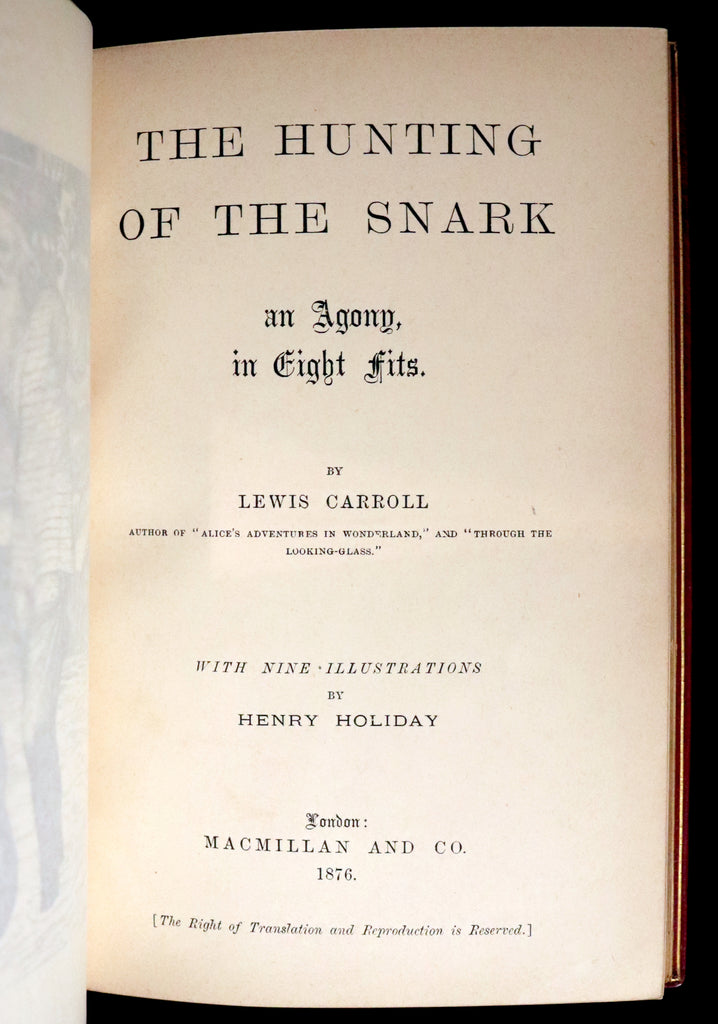 THE HUNTING
OF THE SNARK
an Agony,
in Eight Fits.
BY
LEWIS CARROLL
AUTHOR OF "ALICE'S ADVENTURES IN WONDERLAND," AND "THROUGH THE
LOOKING-GLASS."
WITH NINE ILLUSTRATIONS
BY
HENRY HOLIDAY
London:
MACMILLAN AND CO.
1876.
[The Right of Translation and Reproduction is Reserved.]